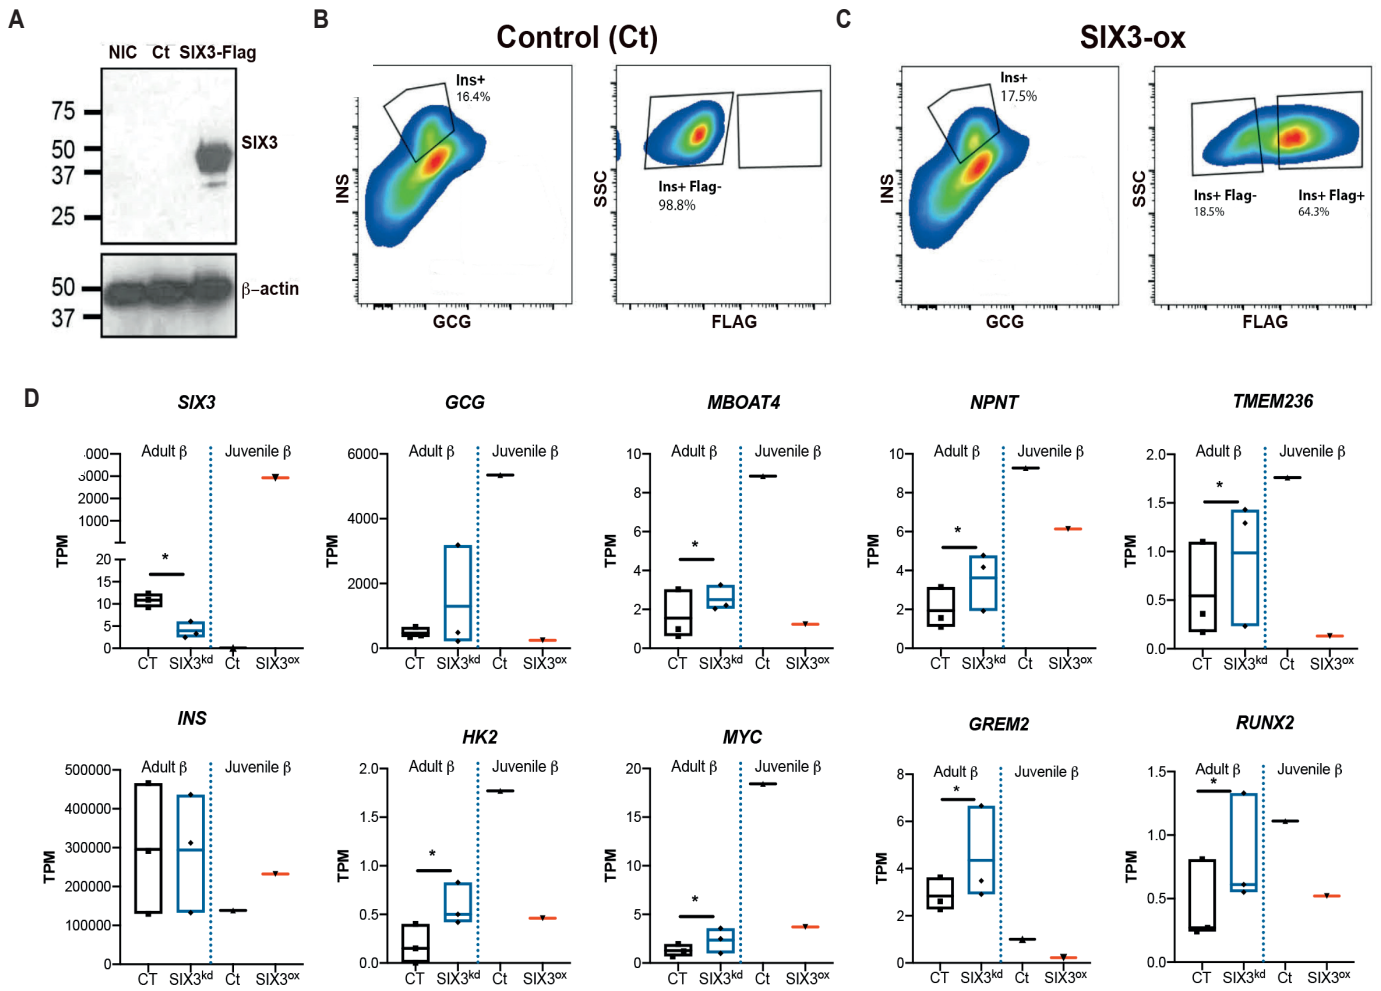 A
NIC Ct SIX3-Flag
75
50
37
25
SIX3
50
37
β–actin
B
Control (Ct)
Ins+
16.4%
INS
GCG
SSC
Ins+ Flag-
98.8%
FLAG
C
SIX3-ox
Ins+
17.5%
INS
GCG
SSC
Ins+ Flag-
18.5%
Ins+ Flag+
64.3%
FLAG
D
SIX3
Adult β Juvenile β
TPM
2000
1000
20
15
10
5
0
*
CT SIX3kd Ct SIX3ox
GCG
Adult β Juvenile β
TPM
6000
4000
2000
0
CT SIX3kd Ct SIX3ox
MBOAT4
Adult β Juvenile β
TPM
10
8
6
4
2
0
*
CT SIX3kd Ct SIX3ox
NPNT
Adult β Juvenile β
TPM
10
8
6
4
2
0
*
CT SIX3kd Ct SIX3ox
TMEM236
Adult β Juvenile β
TPM
2.0
1.5
1.0
0.5
0.0
*
CT SIX3kd Ct SIX3ox
INS
Adult β Juvenile β
TPM
500000
400000
300000
200000
100000
0
CT SIX3kd Ct SIX3ox
HK2
Adult β Juvenile β
TPM
2.0
1.5
1.0
0.5
0.0
*
CT SIX3kd Ct SIX3ox
MYC
Adult β Juvenile β
TPM
20
15
10
5
0
*
CT SIX3kd Ct SIX3ox
GREM2
Adult β Juvenile β
TPM
8
6
4
2
0
*
CT SIX3kd Ct SIX3ox
RUNX2
Adult β Juvenile β
TPM
1.5
1.0
0.5
0.0
*
CT SIX3kd Ct SIX3ox